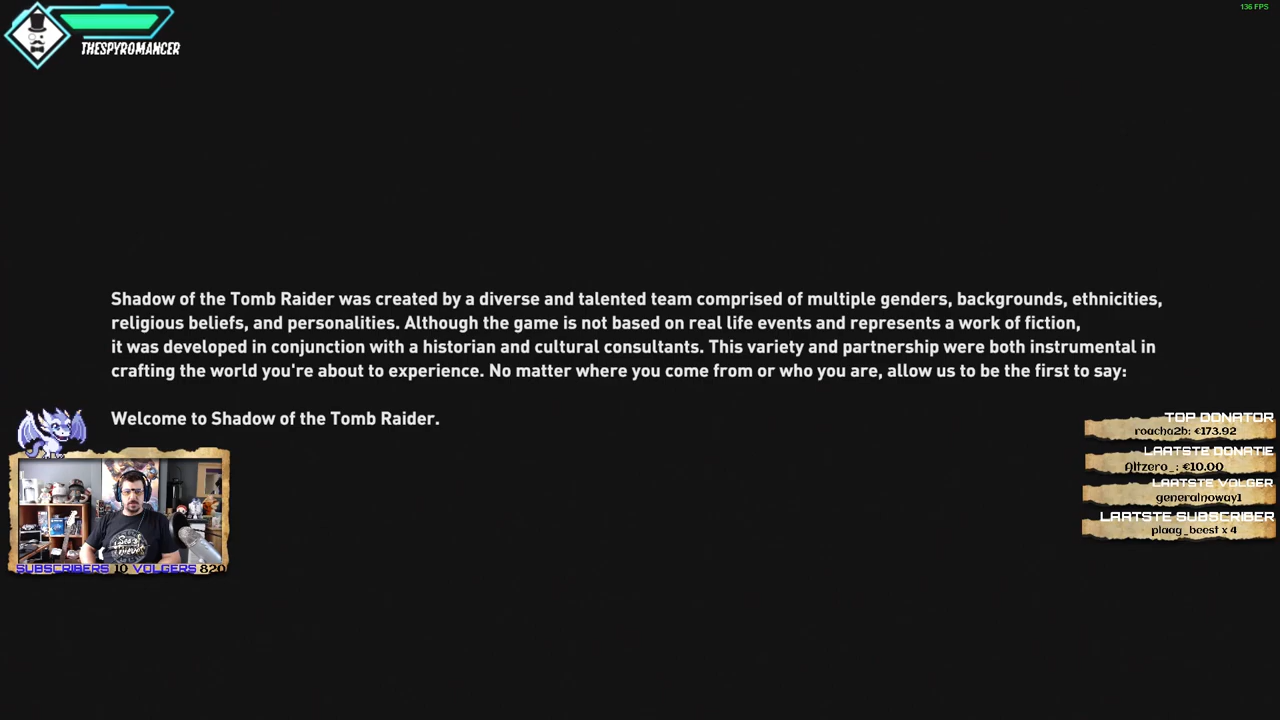 136 FPS
THESPYROMANCER
Shadow of the Tomb Raider was created by a diverse and talented team comprised of multiple genders, backgrounds, ethnicities,
religious beliefs, and personalities. Although the game is not based on real life events and represents a work of fiction,
it was developed in conjunction with a historian and cultural consultants. This variety and partnership were both instrumental in
crafting the world you're about to experience. No matter where you come from or who you are, allow us to be the first to say:
Welcome to Shadow of the Tomb Raider.
TOP DONATOR
roacha2b: €173.92
LAATSTE DONATIE
Altzero_: €10.00
LAATSTE VOLGER
generalnoway1
LAATSTE SUBSCRIBER
plaag_beest x 4
SUBSCRIBERS 10 VOLGERS 820